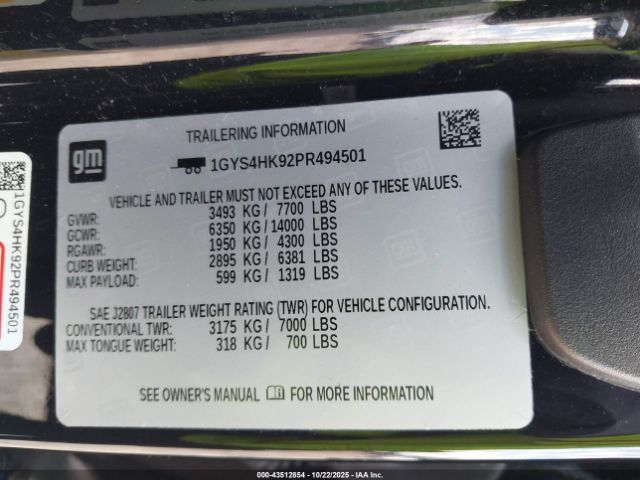 gm
TRAILERING INFORMATION
1GYS4HK92PR494501
VEHICLE AND TRAILER MUST NOT EXCEED ANY OF THESE VALUES.
GVWR: 3493 KG/ 7700 LBS
GCWR: 6350 KG/14000 LBS
RGAWR: 1950 KG/ 4300 LBS
CURB WEIGHT: 2895 KG/ 6381 LBS
MAX PAYLOAD: 599 KG/ 1319 LBS
SAE J2807 TRAILER WEIGHT RATING (TWR) FOR VEHICLE CONFIGURATION.
CONVENTIONAL TWR: 3175 KG/ 7000 LBS
MAX TONGUE WEIGHT: 318 KG/ 700 LBS
SEE OWNER'S MANUAL FOR MORE INFORMATION
1GYS4HK92PR494501
000-43512854 - 10/22/2025 - IAAI.com